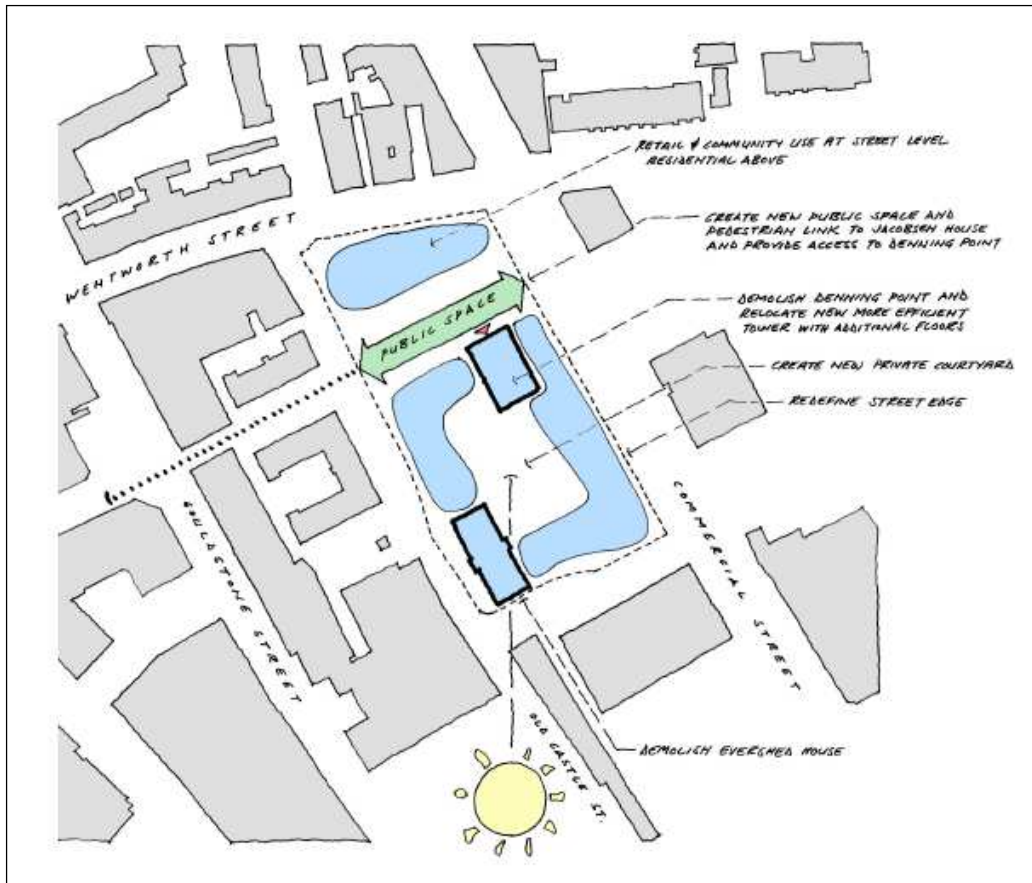 RETAIL & COMMUNITY USE AT STREET LEVEL
RESIDENTIAL ABOVE
WENTWORTH STREET
CREATE NEW PUBLIC SPACE AND
PEDESTRIAN LINK TO JACOBSEN HOUSE
AND PROVIDE ACCESS TO DENNING POINT
PUBLIC SPACE
DEMOLISH DENNING POINT AND
RELOCATE NEW MORE EFFICIENT
TOWER WITH ADDITIONAL FLOORS
CREATE NEW PRIVATE COURTYARD
REDEFINE STREET EDGE
GOULDSTONE STREET
COMMERCIAL STREET
OLD CASTLE ST.
DEMOLISH EVERSHED HOUSE